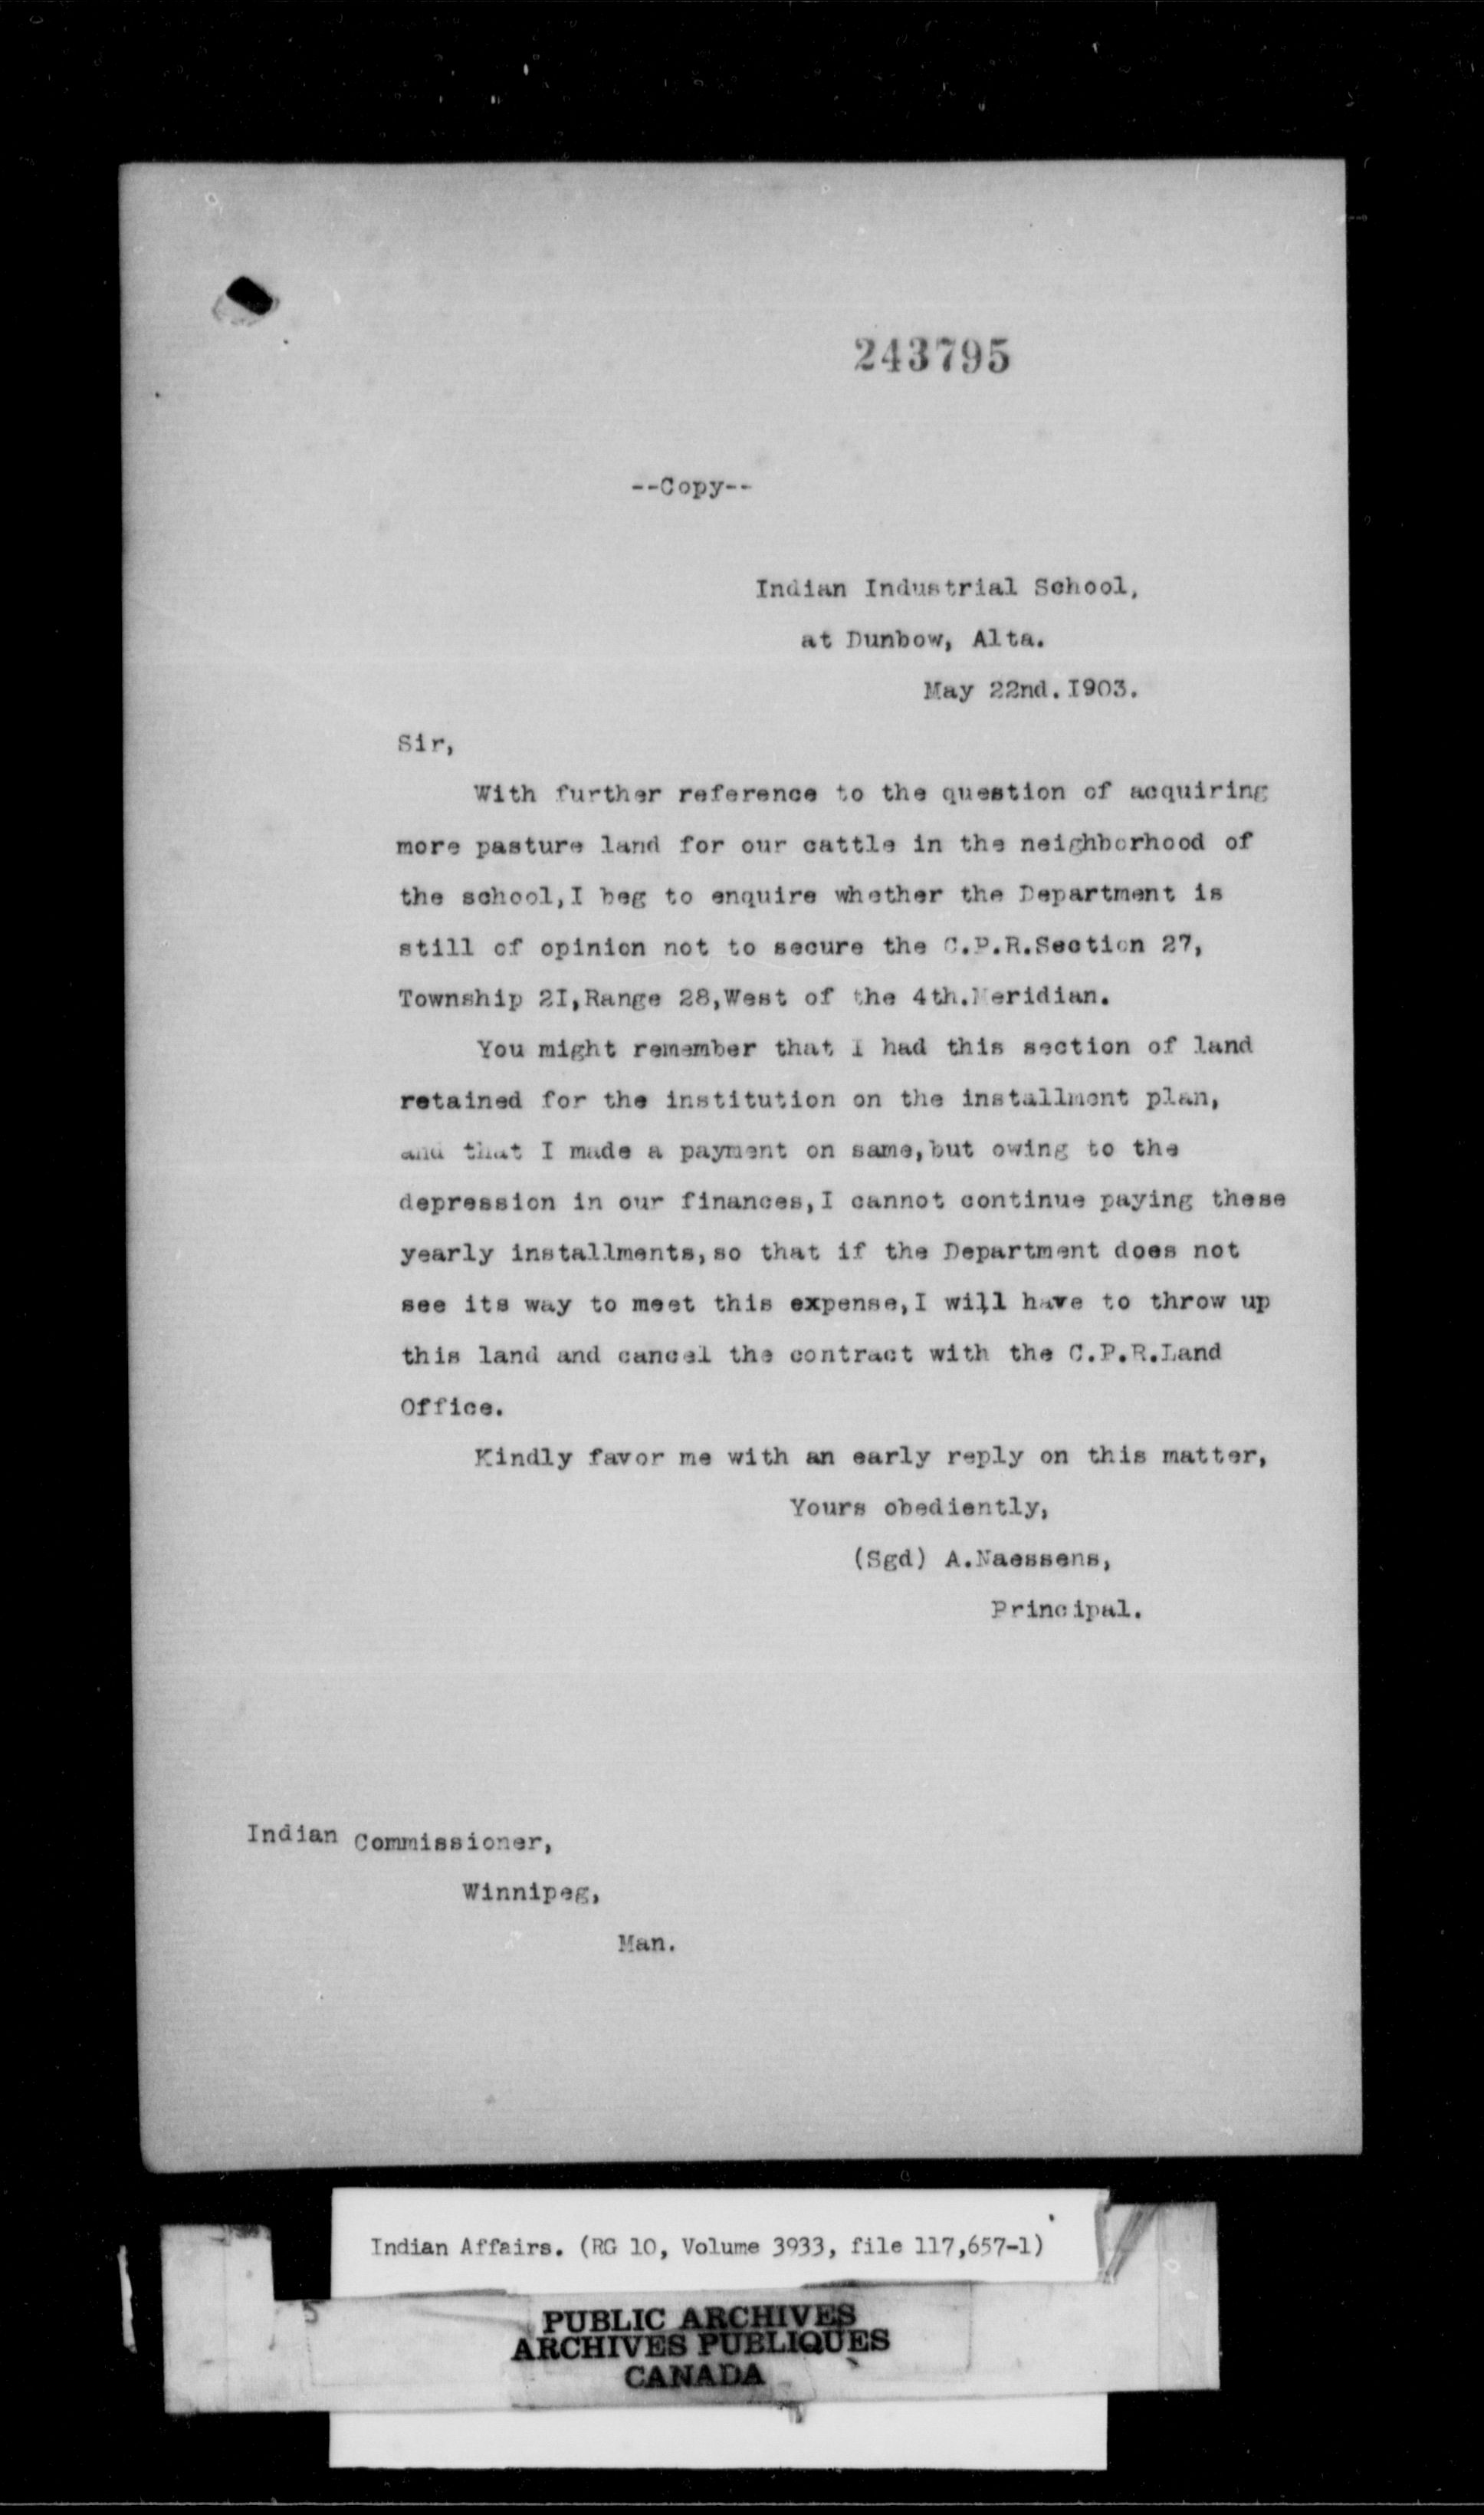 243795
--Copy--
Indian Industrial School,
at Dunbow, Alta.
May 22nd.I903.
Sir,
With further reference to the question of acquiring
more pasture land for our cattle in the neighborhood of
the school,I beg to enquire whether the Department is
still of opinion not to secure the C.P.R.Section 27,
Township 2I,Range 28,West of the 4th.Meridian.
You might remember that I had this section of land
retained for the institution on the installment plan,
and that I made a payment on same,but owing to the
depression in our finances,I cannot continue paying these
yearly installments,so that if the Department does not
see its way to meet this expense,I will have to throw up
this land and cancel the contract with the C.P.R.Land
Office.
Kindly favor me with an early reply on this matter,
Yours obediently,
(Sgd) A.Naessens,
Principal.
Indian Commissioner,
Winnipeg,
Man.
Indian Affairs. (RG 10, Volume 3933, file 117,657-1)
PUBLIC ARCHIVES
ARCHIVES PUBLIQUES
CANADA